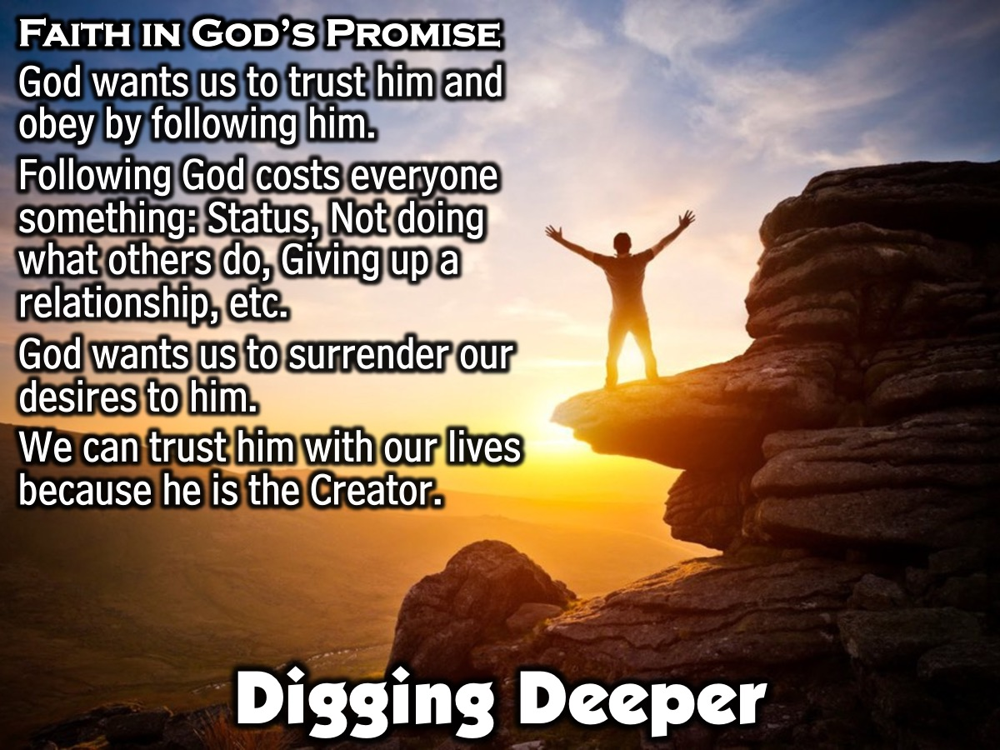 Faith in God’s Promise
God wants us to trust him and
obey by following him.
Following God costs everyone
something: Status, Not doing
what others do, Giving up a
relationship, etc.
God wants us to surrender our
desires to him.
We can trust him with our lives
because he is the Creator.
Digging Deeper